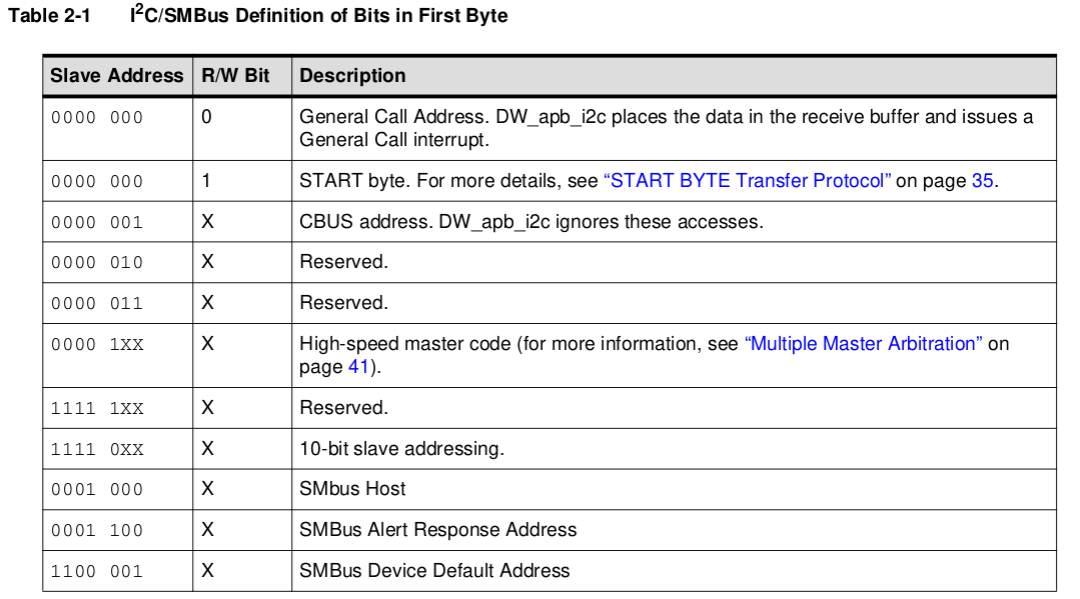 Table 2-1 I2C/SMBus Definition of Bits in First Byte
Slave Address R/W Bit Description
0000 000 0 General Call Address. DW_apb_i2c places the data in the receive buffer and issues a
General Call interrupt.
0000 000 1 START byte. For more details, see “START BYTE Transfer Protocol” on page 35.
0000 001 X CBUS address. DW_apb_i2c ignores these accesses.
0000 010 X Reserved.
0000 011 X Reserved.
0000 1XX X High-speed master code (for more information, see “Multiple Master Arbitration” on
page 41).
1111 1XX X Reserved.
1111 0XX X 10-bit slave addressing.
0001 000 X SMbus Host
0001 100 X SMBus Alert Response Address
1100 001 X SMBus Device Default Address